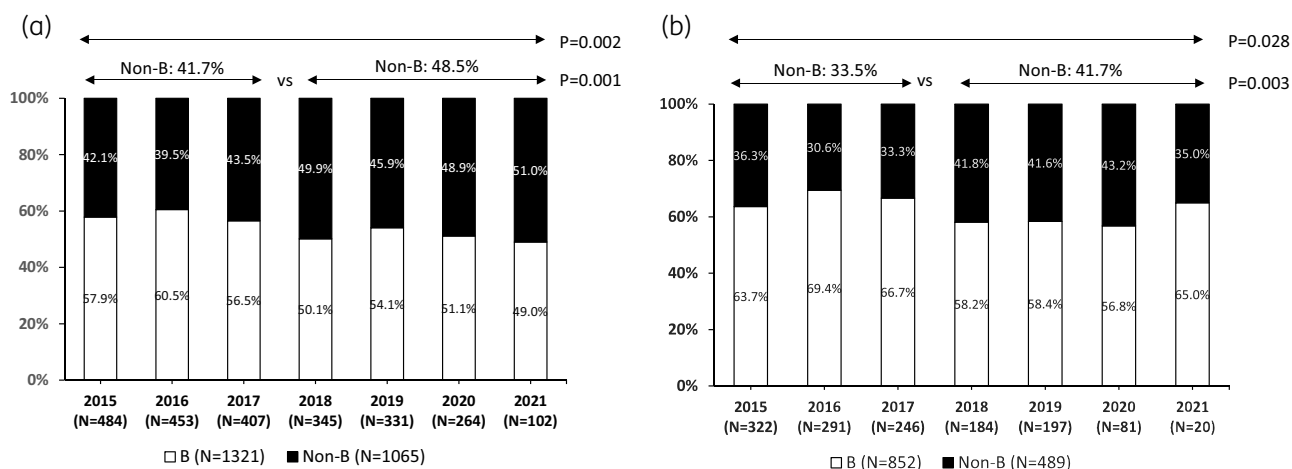 (a)
P=0.002
Non-B: 41.7% vs Non-B: 48.5% P=0.001
100%
80%
60%
40%
20%
0%
42.1% 39.5% 43.5% 49.9% 45.9% 48.9% 51.0%
57.9% 60.5% 56.5% 50.1% 54.1% 51.1% 49.0%
2015 2016 2017 2018 2019 2020 2021
(N=484) (N=453) (N=407) (N=345) (N=331) (N=264) (N=102)
B (N=1321) Non-B (N=1065)
(b)
P=0.028
Non-B: 33.5% vs Non-B: 41.7% P=0.003
100%
80%
60%
40%
20%
0%
36.3% 30.6% 33.3% 41.8% 41.6% 43.2% 35.0%
63.7% 69.4% 66.7% 58.2% 58.4% 56.8% 65.0%
2015 2016 2017 2018 2019 2020 2021
(N=322) (N=291) (N=246) (N=184) (N=197) (N=81) (N=20)
B (N=852) Non-B (N=489)